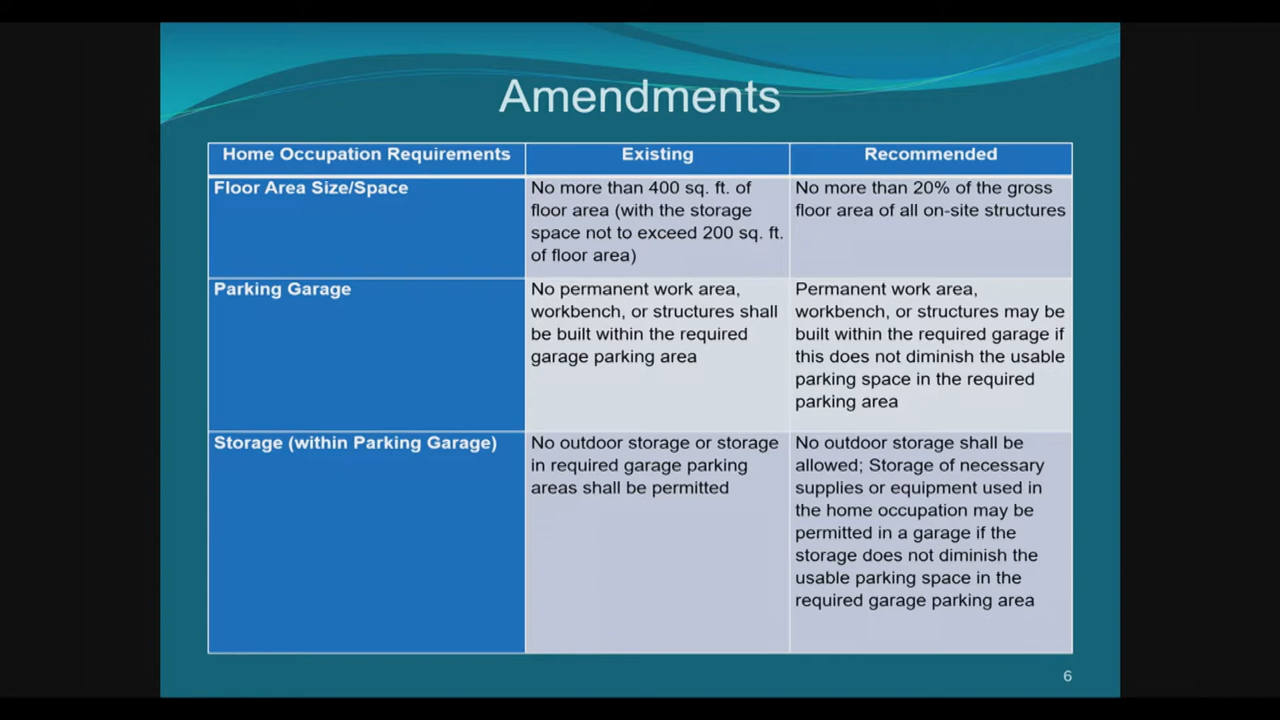 Amendments
Home Occupation Requirements
Existing
Recommended
Floor Area Size/Space
No more than 400 sq. ft. of
floor area (with the storage
space not to exceed 200 sq. ft.
of floor area)
No more than 20% of the gross
floor area of all on-site structures
Parking Garage
No permanent work area,
workbench, or structures shall
be built within the required
garage parking area
Permanent work area,
workbench, or structures may be
built within the required garage if
this does not diminish the usable
parking space in the required
parking area
Storage (within Parking Garage)
No outdoor storage or storage
in required garage parking
areas shall be permitted
No outdoor storage shall be
allowed; Storage of necessary
supplies or equipment used in
the home occupation may be
permitted in a garage if the
storage does not diminish the
usable parking space in the
required garage parking area
6